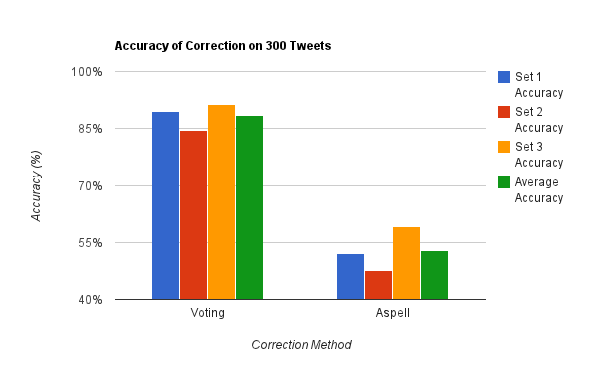 Accuracy of Correction on 300 Tweets
100%
85%
70%
55%
40%
Accuracy (%)
Voting
Aspell
Correction Method
Set 1
Accuracy
Set 2
Accuracy
Set 3
Accuracy
Average
Accuracy